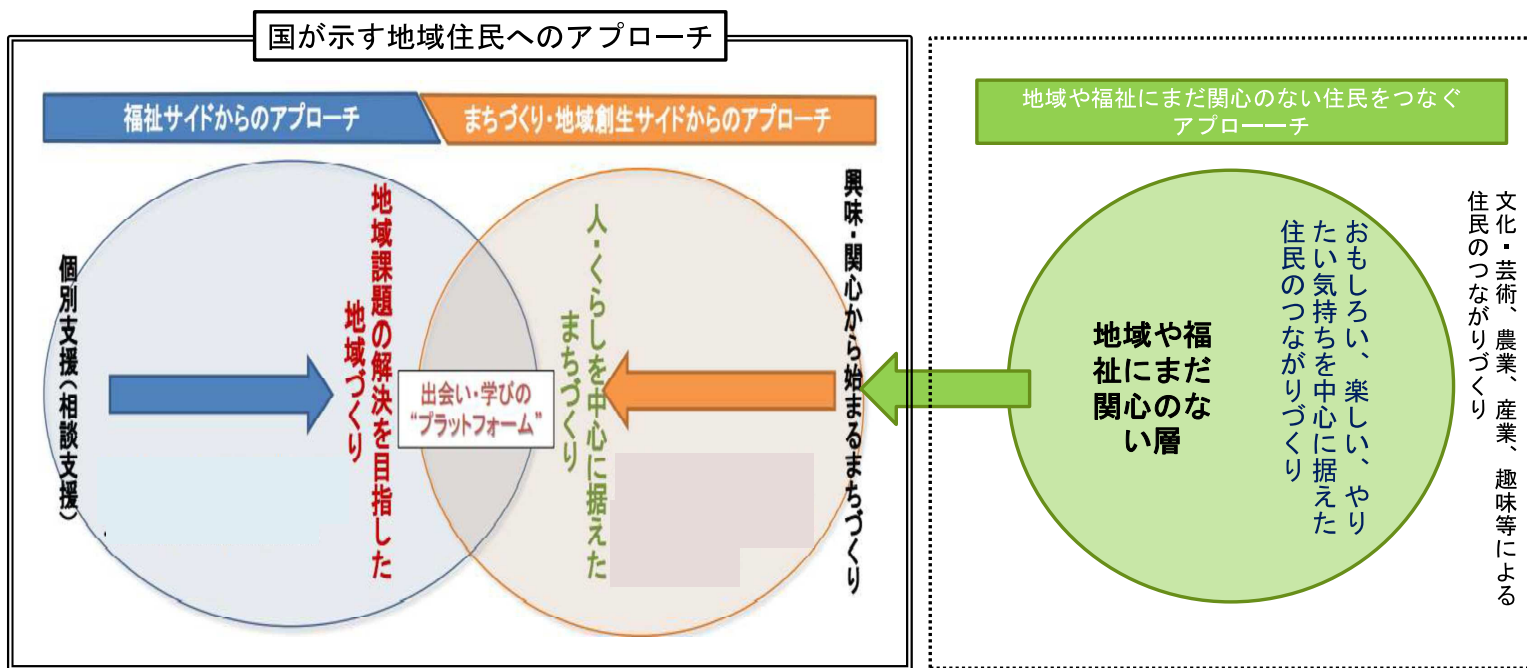 国が示す地域住民へのアプローチ
福祉サイドからのアプローチ
まちづくり・地域創生サイドからのアプローチ
個別支援(相談支援)
地域課題の解決を目指した
地域づくり
出会い・学びの
“プラットフォーム”
人・くらしを中心に据えた
まちづくり
興味・関心から始まるまちづくり
地域や福祉にまだ関心のない住民をつなぐ
アプローーチ
地域や福
祉にまだ
関心のな
い層
おもしろい、楽しい、やり
たい気持ちを中心に据えた
住民のつながりづくり
文化・芸術、農業、産業、趣味等による
住民のつながりづくり